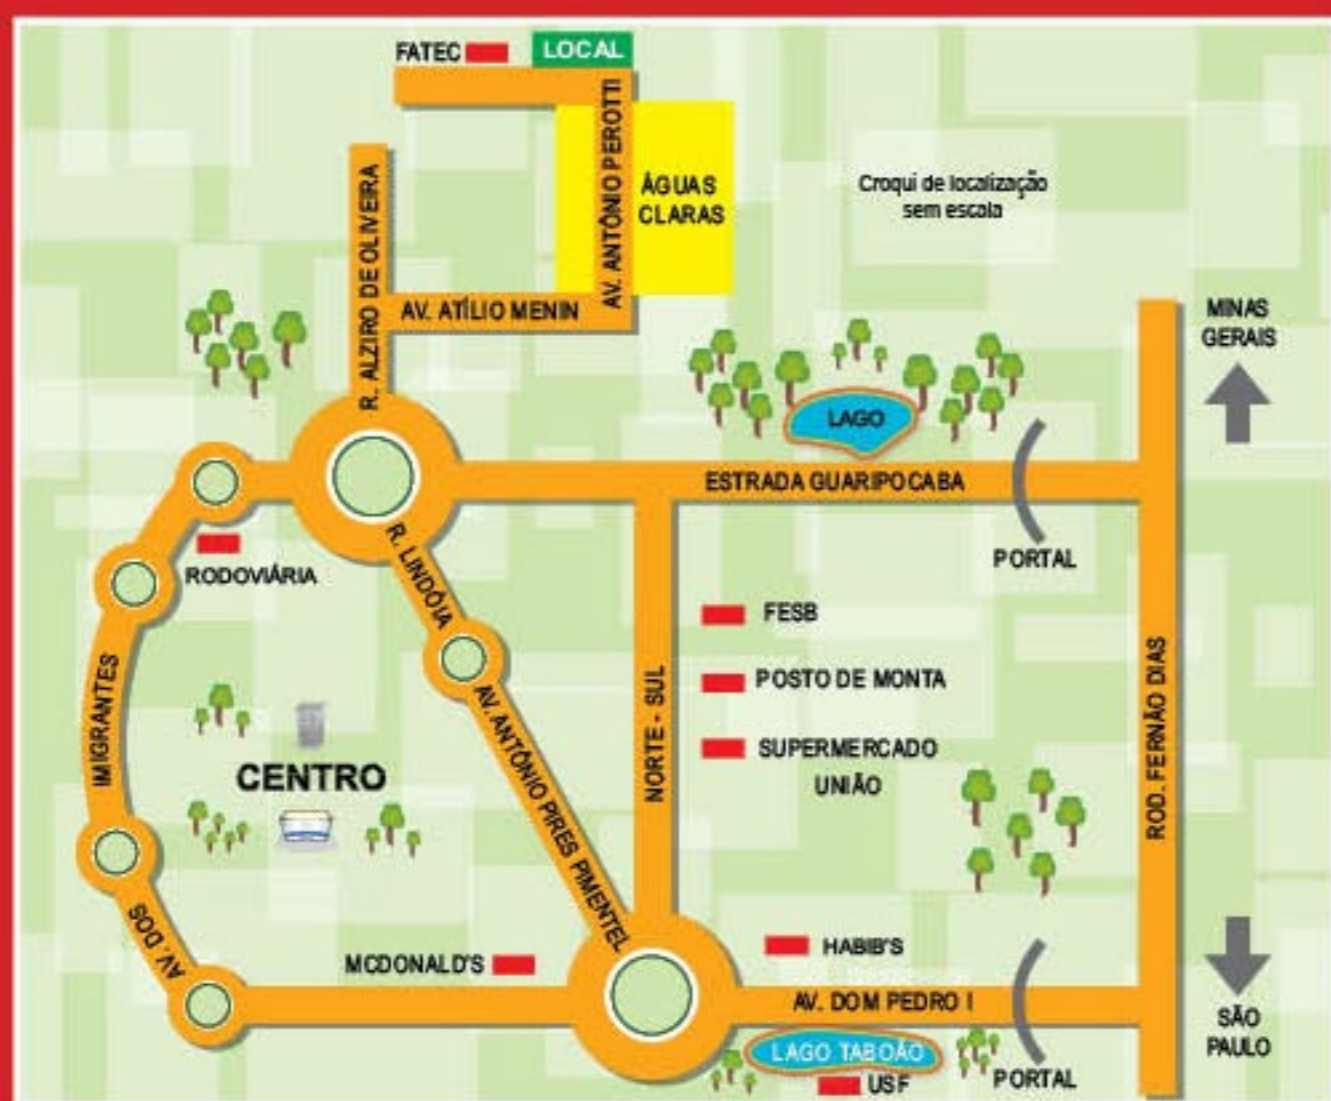 FATEC
LOCAL
AV. ANTÔNIO PEROTTI
ÁGUAS
CLARAS
Croqui de localização
sem escala
R. ALZIRO DE OLIVEIRA
AV. ATÍLIO MENIN
MINAS
GERAIS
LAGO
ESTRADA GUARIPOCABA
PORTAL
R. LINDÓIA
RODOVIÁRIA
FESB
POSTO DE MONTA
SUPERMERCADO
UNIÃO
NORTE - SUL
ROD. FERNÃO DIAS
IMIGRANTES
AV. DOS
CENTRO
AV. ANTÔNIO PIRES PIMENTEL
MCDONALD'S
HABIB'S
AV. DOM PEDRO I
LAGO TABOÃO
USF
PORTAL
SÃO
PAULO